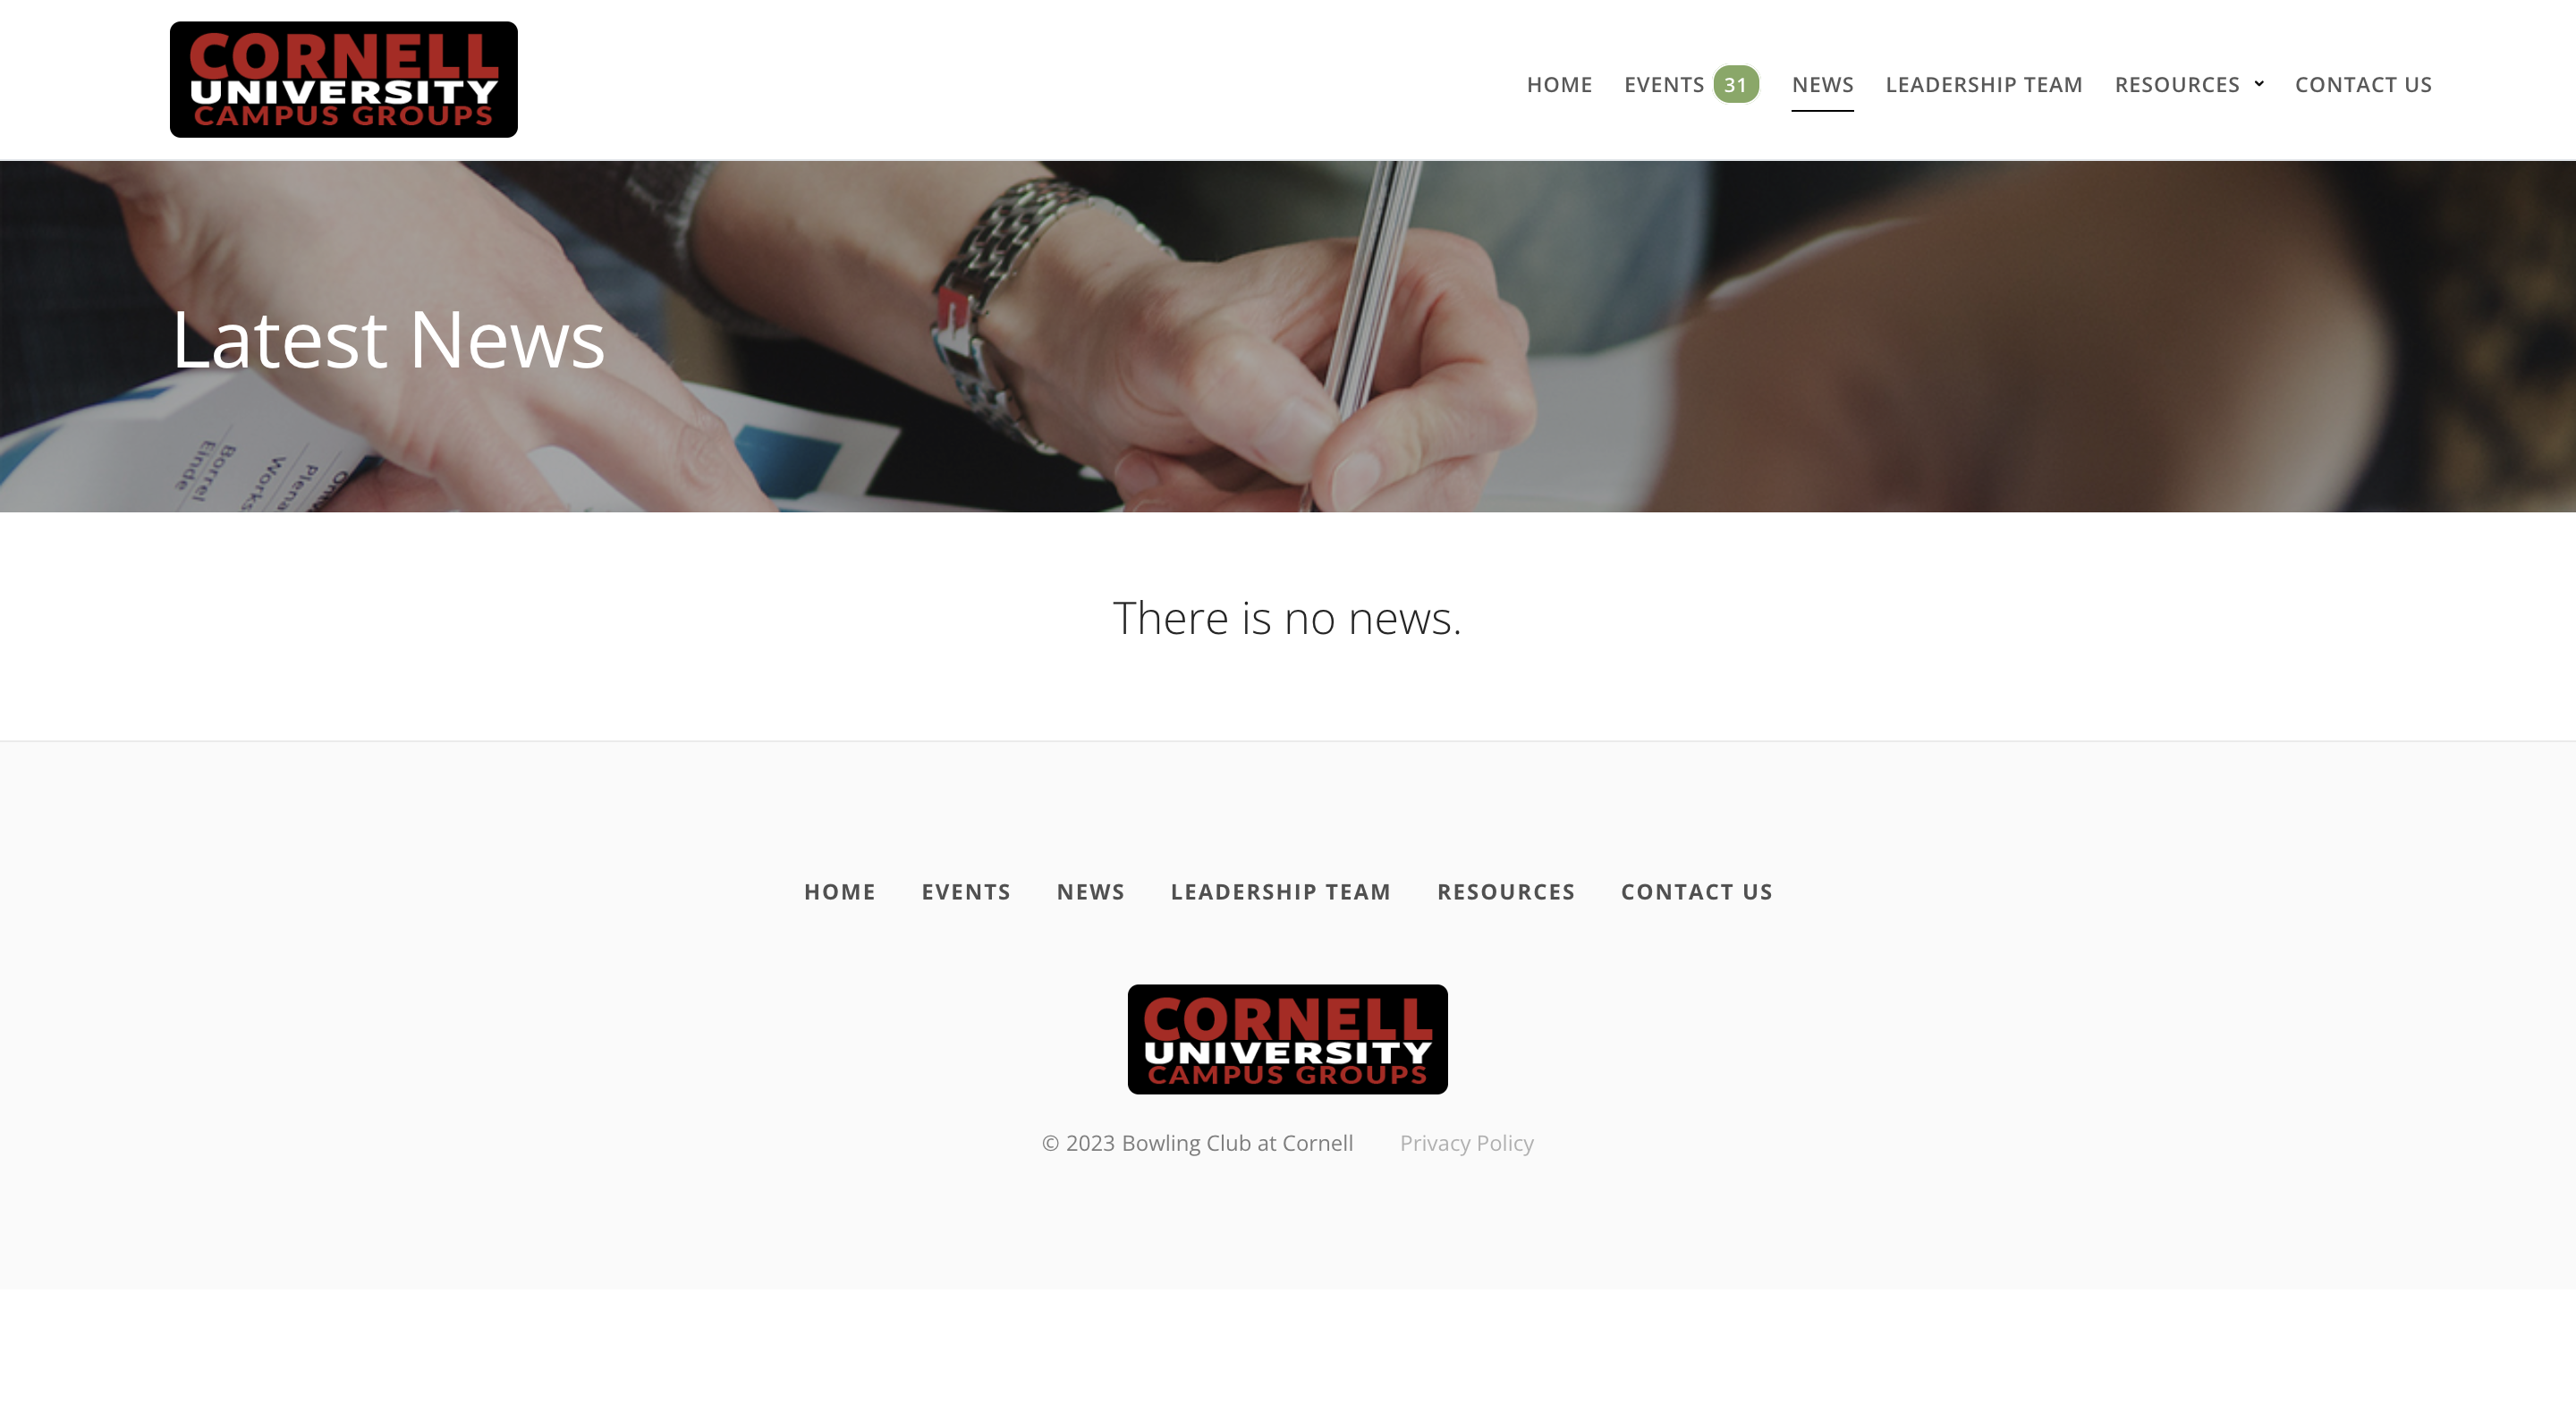 CORNELL
UNIVERSITY
CAMPUS GROUPS
HOME EVENTS 31 NEWS LEADERSHIP TEAM RESOURCES CONTACT US
Latest News
Borrel
Einde
There is no news.
HOME EVENTS NEWS LEADERSHIP TEAM RESOURCES CONTACT US
CORNELL
UNIVERSITY
CAMPUS GROUPS
© 2023 Bowling Club at Cornell Privacy Policy